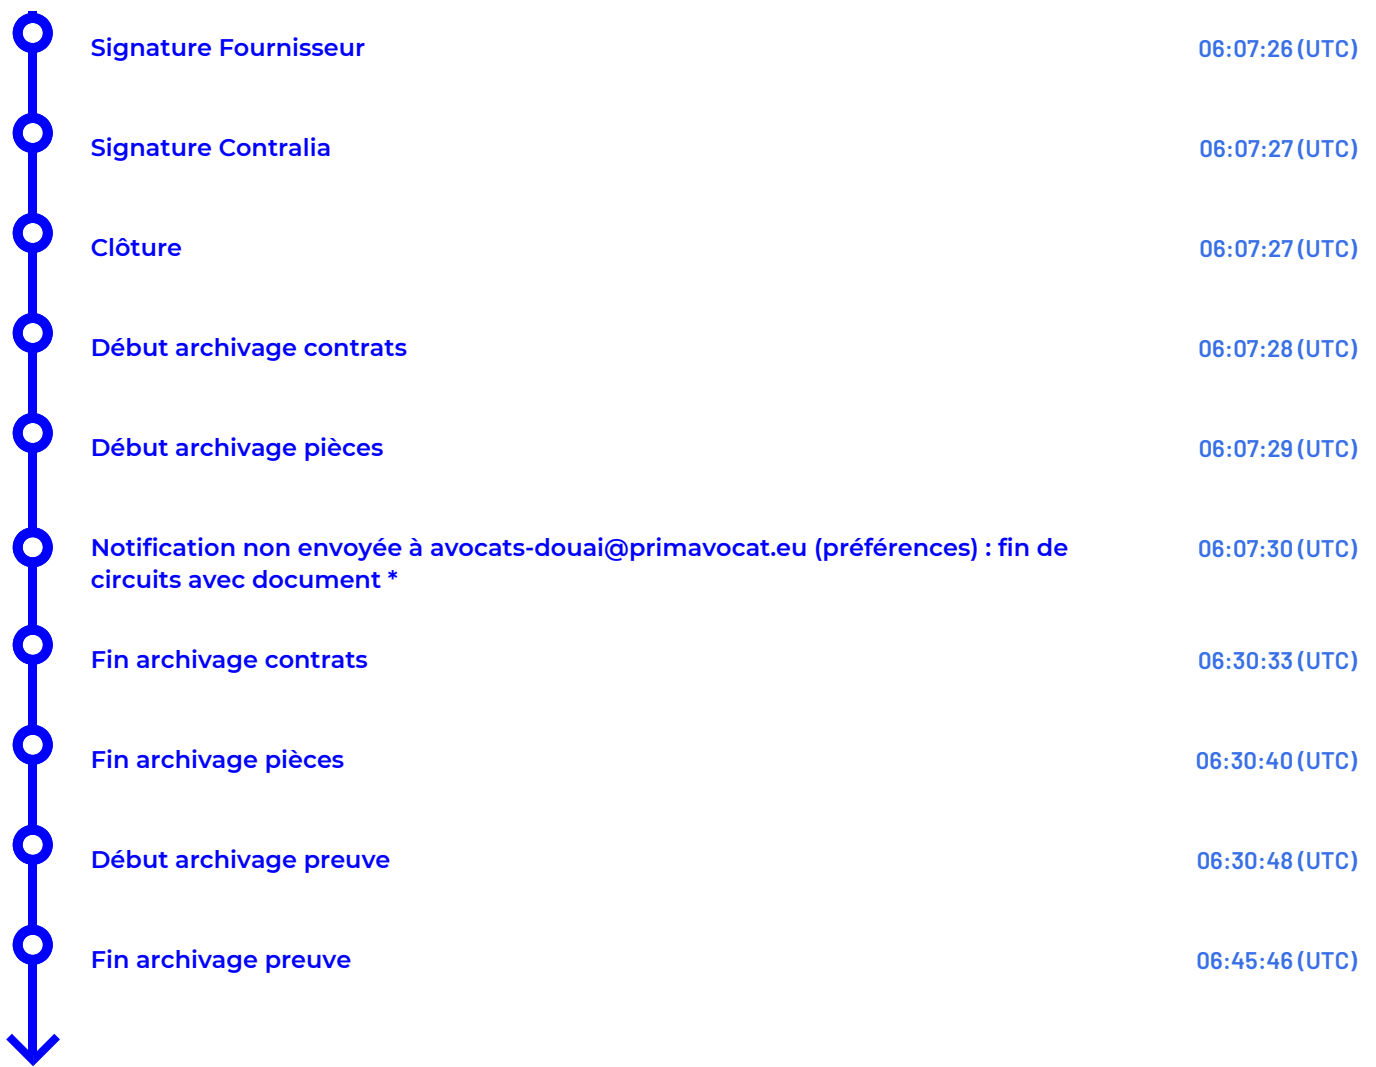 Signature Fournisseur 06:07:26 (UTC)
Signature Contralia 06:07:27 (UTC)
Clôture 06:07:27 (UTC)
Début archivage contrats 06:07:28 (UTC)
Début archivage pièces 06:07:29 (UTC)
Notification non envoyée à avocats-douai@primavocat.eu (préférences) : fin de 06:07:30 (UTC)
circuits avec document *
Fin archivage contrats 06:30:33 (UTC)
Fin archivage pièces 06:30:40 (UTC)
Début archivage preuve 06:30:48 (UTC)
Fin archivage preuve 06:45:46 (UTC)